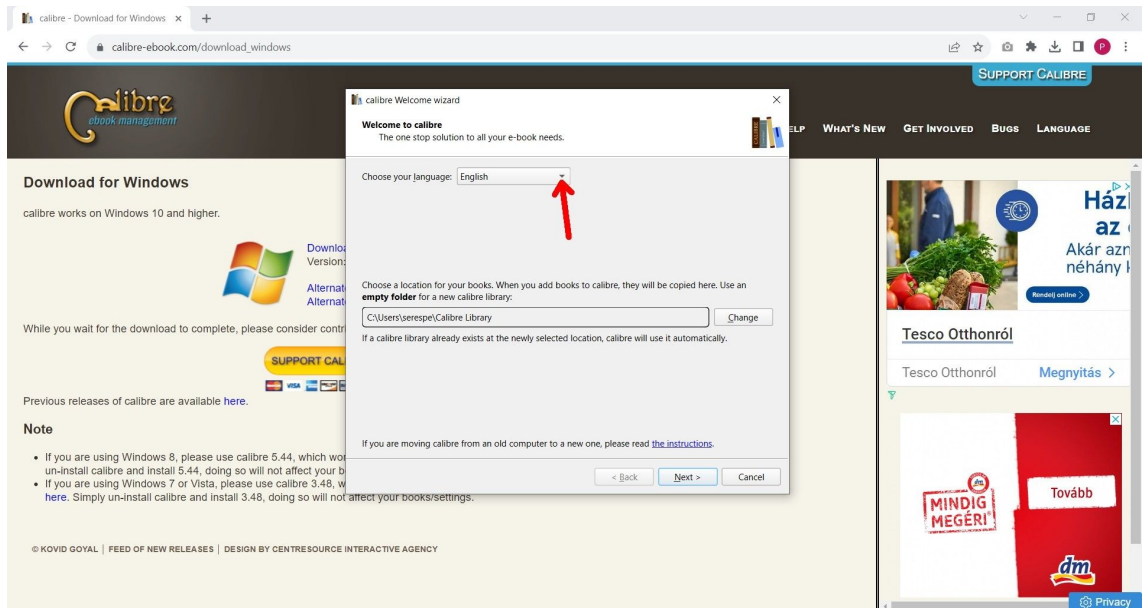 calibre - Download for Windows
calibre-ebook.com/download_windows
P
SUPPORT CALIBRE
Calibre
ebook management
ELP WHAT'S NEW GET INVOLVED BUGS LANGUAGE
calibre Welcome wizard
Welcome to calibre
The one stop solution to all your e-book needs.
CALIBRE
Choose your language: English
Choose a location for your books. When you add books to calibre, they will be copied here. Use an
empty folder for a new calibre library:
C:\Users\serespe\Calibre Library
Change
If a calibre library already exists at the newly selected location, calibre will use it automatically.
If you are moving calibre from an old computer to a new one, please read the instructions.
< Back Next > Cancel
Download for Windows
calibre works on Windows 10 and higher.
Downloa
Version:
Alternat
Alternat
While you wait for the download to complete, please consider contri
SUPPORT CAL
VISA
Previous releases of calibre are available here.
Note
If you are using Windows 8, please use calibre 5.44, which wor
un-install calibre and install 5.44, doing so will not affect your b
If you are using Windows 7 or Vista, please use calibre 3.48, w
here. Simply un-install calibre and install 3.48, doing so will not affect your books/settings.
© KOVID GOYAL | FEED OF NEW RELEASES | DESIGN BY CENTRESOURCE INTERACTIVE AGENCY
Ház
az
Akár azn
néhány
Rendelj online >
Tesco Otthonról
Tesco Otthonról Megnyitás >
MINDIG
MEGÉRI
Tovább
dm
Privacy